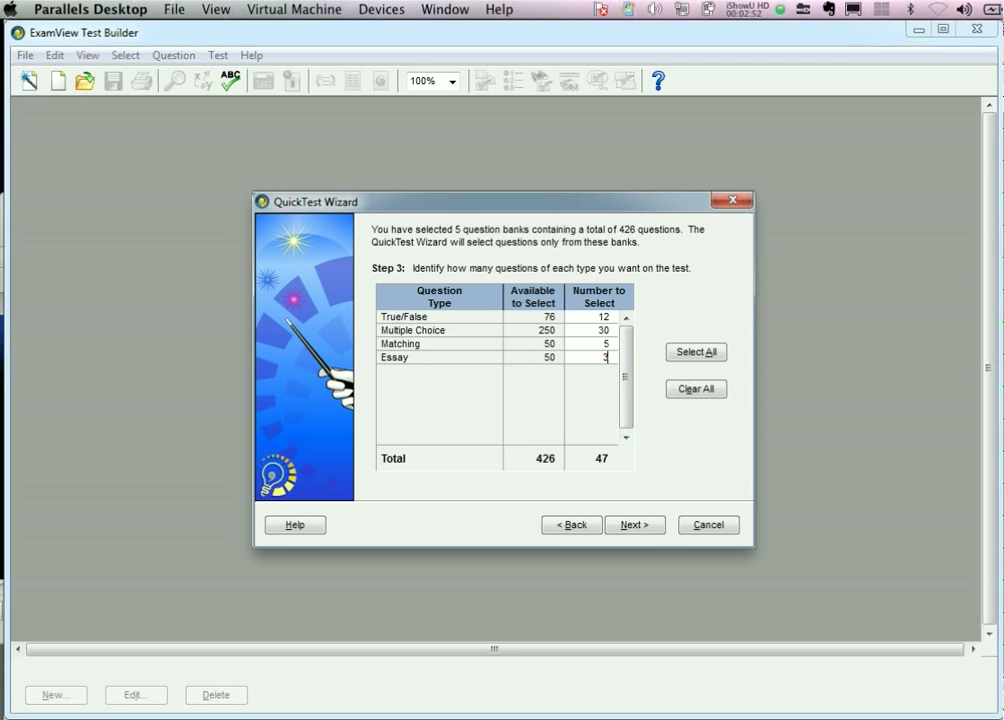 Parallels Desktop File View Virtual Machine Devices Window Help iShowU HD 00:02:52
ExamView Test Builder
File Edit View Select Question Test Help
ABC 100% ?
QuickTest Wizard
You have selected 5 question banks containing a total of 426 questions. The
QuickTest Wizard will select questions only from these banks.
Step 3: Identify how many questions of each type you want on the test.
Question Type Available to Select Number to Select
True/False 76 12
Multiple Choice 250 30
Matching 50 5
Essay 50 3
Select All
Clear All
Total 426 47
Help < Back Next > Cancel
New... Edit... Delete